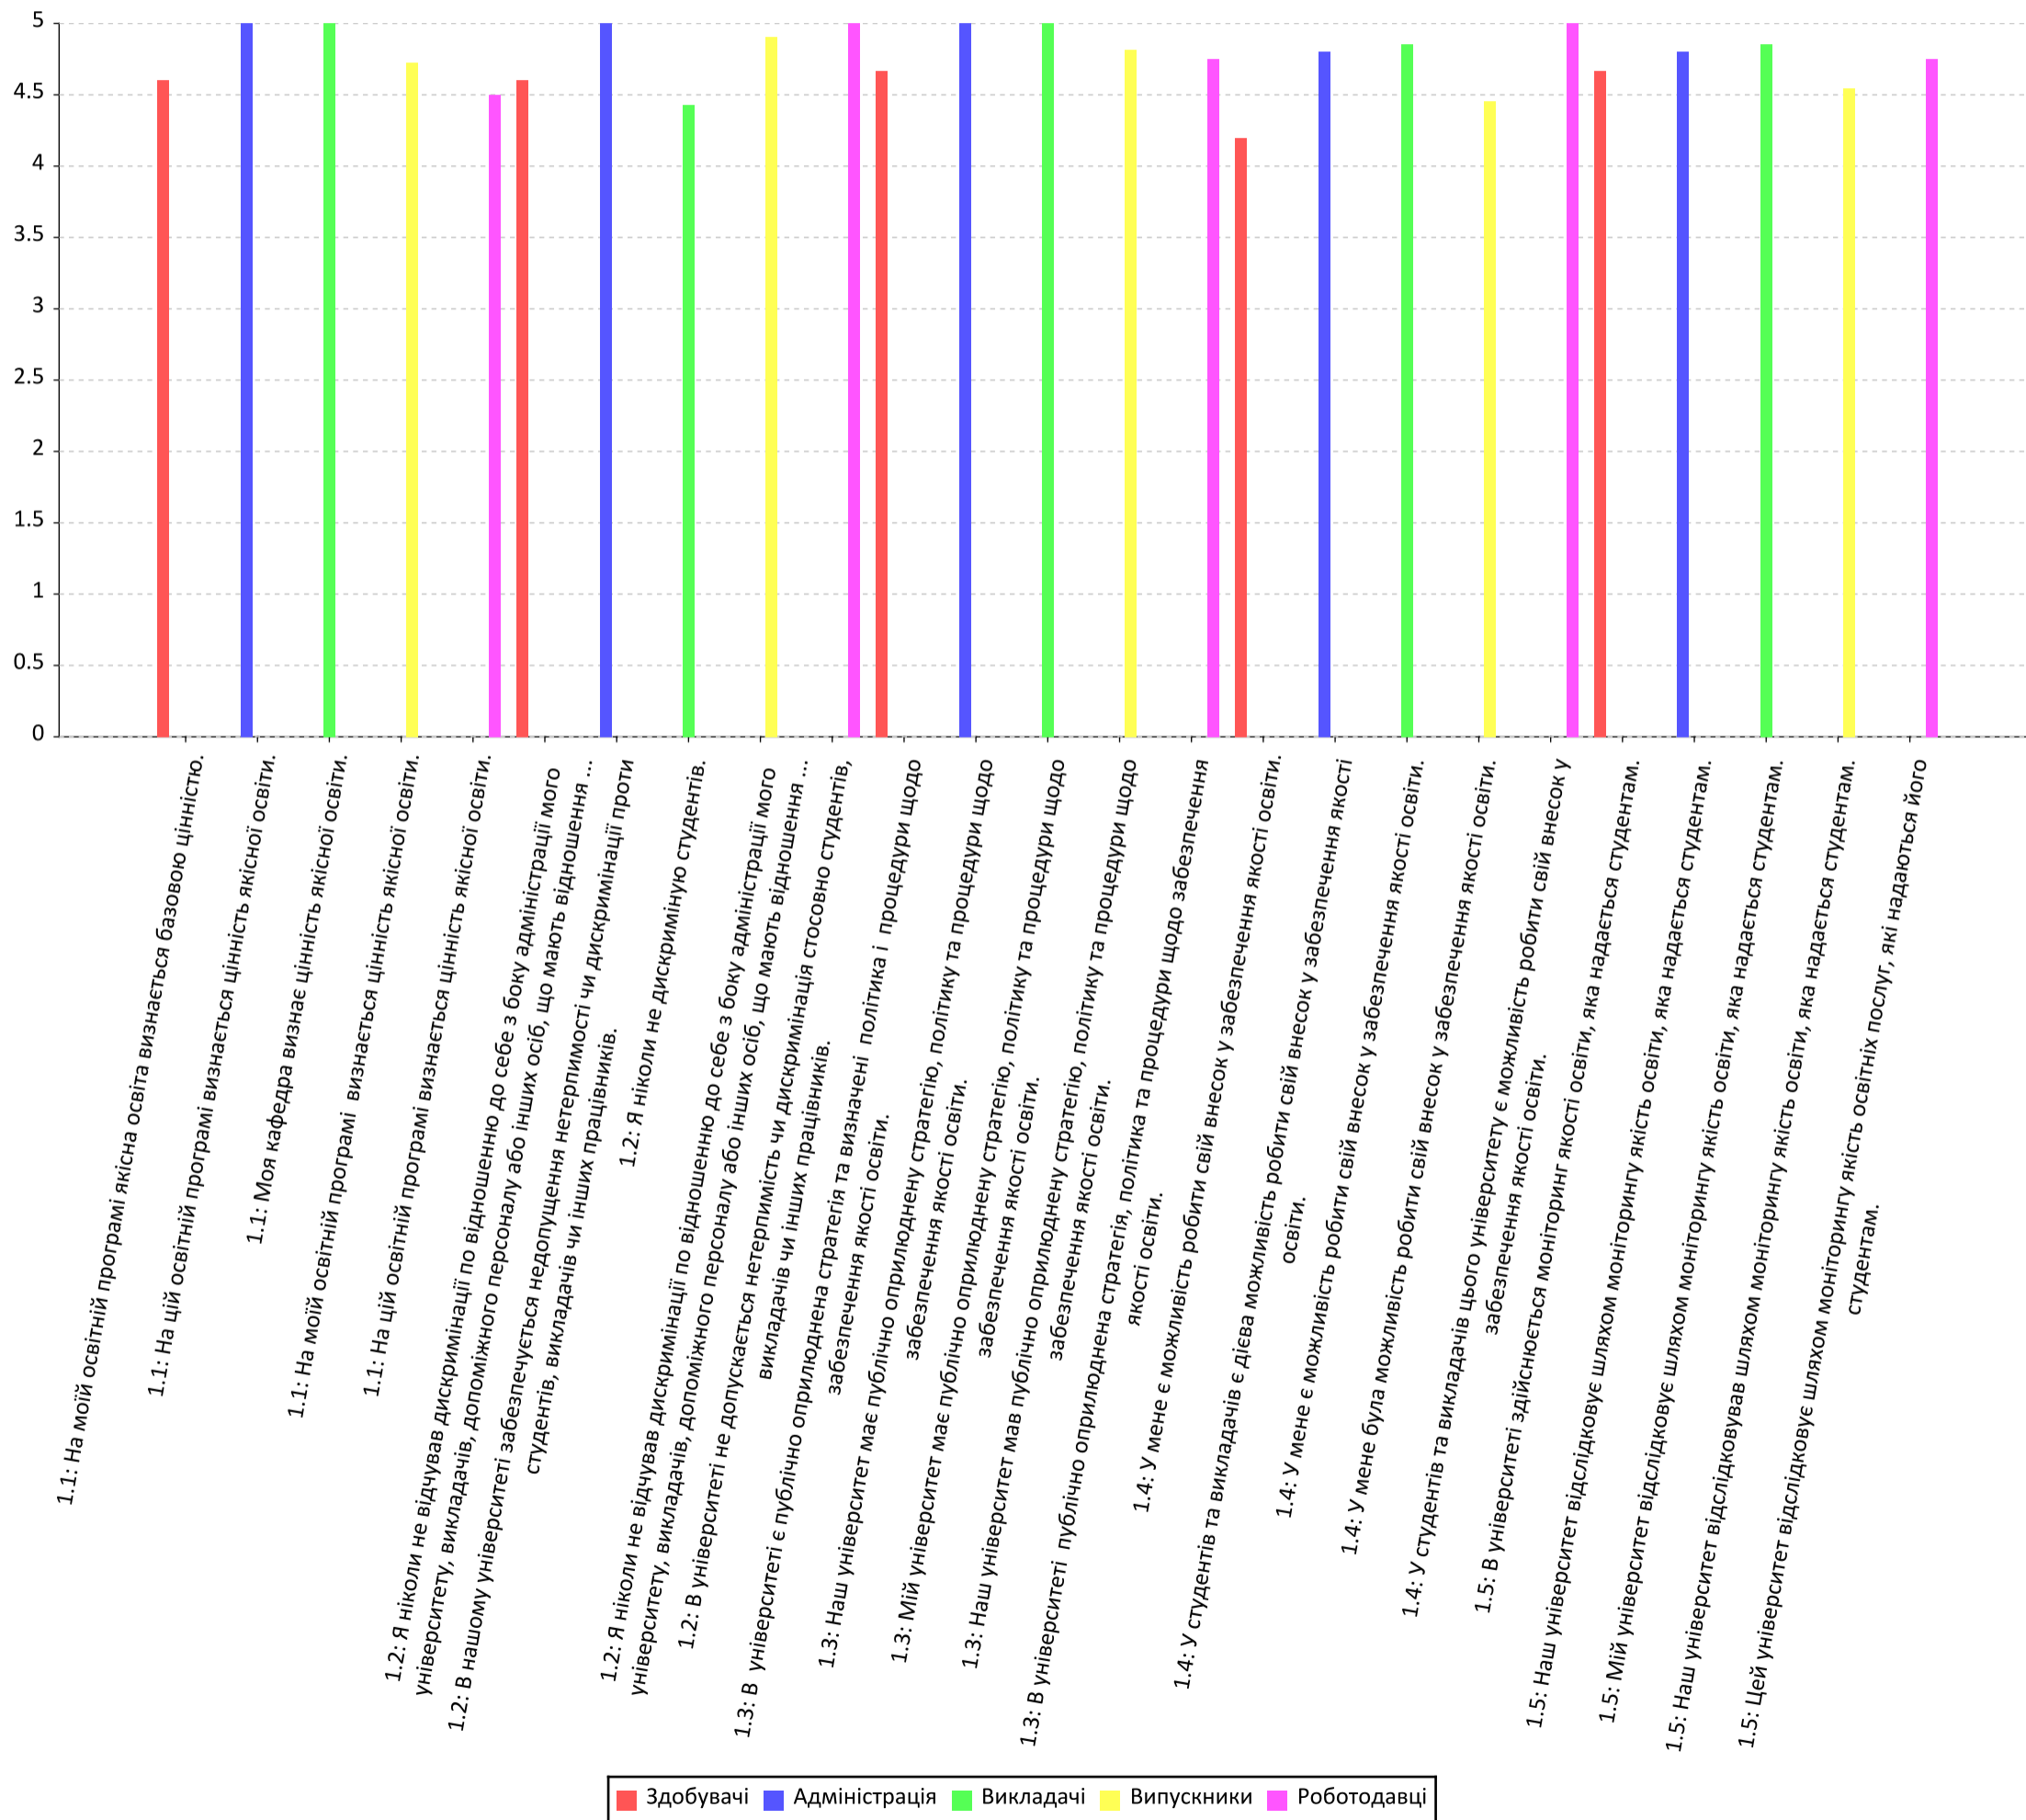 5
4.5
4
3.5
3
2.5
2
1.5
1
0.5
0
1.1: На моїй освітній програмі якісна освіта визнається базовою цінністю.
1.1: На цій освітній програмі визнається цінність якісної освіти.
1.1: Моя кафедра визнає цінність якісної освіти.
1.1: На моїй освітній програмі визнається цінність якісної освіти.
1.1: На цій освітній програмі визнається цінність якісної освіти.
1.2: Я ніколи не відчував дискримінації по відношенню до себе з боку адміністрації мого
університету, викладачів, допоміжного персоналу або інших осіб, що мають відношення ...
1.2: В нашому університеті забезпечується недопущення нетерпимості чи дискримінації проти
студентів, викладачів чи інших працівників.
1.2: Я ніколи не дискриміную студентів.
1.2: Я ніколи не відчував дискримінації по відношенню до себе з боку адміністрації мого
університету, викладачів, допоміжного персоналу або інших осіб, що мають відношення ...
1.2: В університеті не допускається нетерпимість чи дискримінація стосовно студентів,
викладачів чи інших працівників.
1.3: В університеті є публічно оприлюднена стратегія та визначені політика і процедури щодо
забезпечення якості освіти.
1.3: Наш університет має публічно оприлюднену стратегію, політику та процедури щодо
забезпечення якості освіти.
1.3: Мій університет має публічно оприлюднену стратегію, політику та процедури щодо
забезпечення якості освіти.
1.3: Наш університет мав публічно оприлюднену стратегію, політику та процедури щодо
забезпечення якості освіти.
1.3: В університеті публічно оприлюднена стратегія, політика та процедури щодо забезпечення
якості освіти.
1.4: У мене є можливість робити свій внесок у забезпечення якості освіти.
1.4: У студентів та викладачів є дієва можливість робити свій внесок у забезпечення якості
освіти.
1.4: У мене є можливість робити свій внесок у забезпечення якості освіти.
1.4: У мене була можливість робити свій внесок у забезпечення якості освіти.
1.4: У студентів та викладачів цього університету є можливість робити свій внесок у
забезпечення якості освіти.
1.5: В університеті здійснюється моніторинг якості освіти, яка надається студентам.
1.5: Наш університет відслідковує шляхом моніторингу якість освіти, яка надається студентам.
1.5: Мій університет відслідковує шляхом моніторингу якість освіти, яка надається студентам.
1.5: Наш університет відслідковував шляхом моніторингу якість освіти, яка надається студентам.
1.5: Цей університет відслідковує шляхом моніторингу якість освітніх послуг, які надаються його
студентам.
Здобувачі Адміністрація Викладачі Випускники Роботодавці